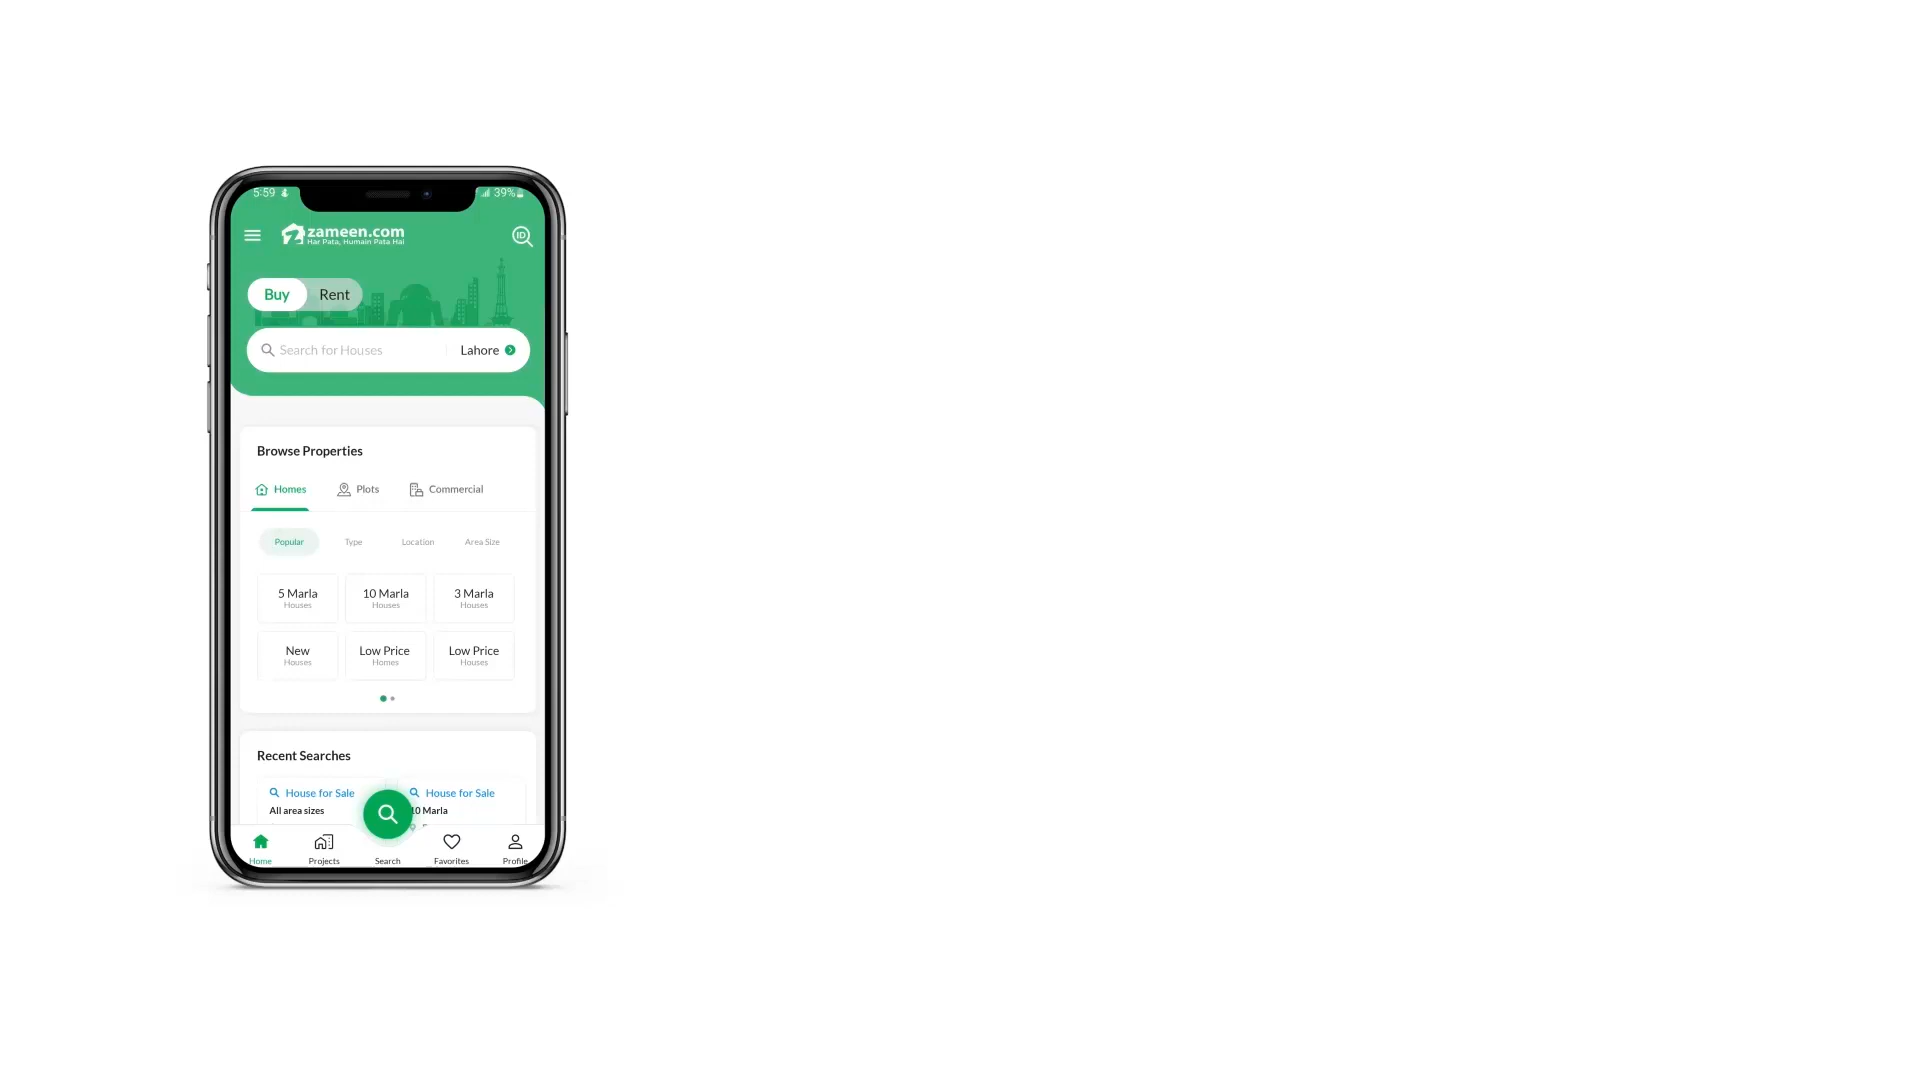 5:59
39%
zameen.com
Har Pata, Humain Pata Hai
ID
Buy Rent
Search for Houses Lahore
Browse Properties
Homes Plots Commercial
Popular Type Location Area Size
5 Marla 10 Marla 3 Marla
Houses Houses Houses
New Low Price Low Price
Houses Homes Houses
Recent Searches
House for Sale House for Sale
All area sizes 10 Marla
Home Projects Search Favorites Profile